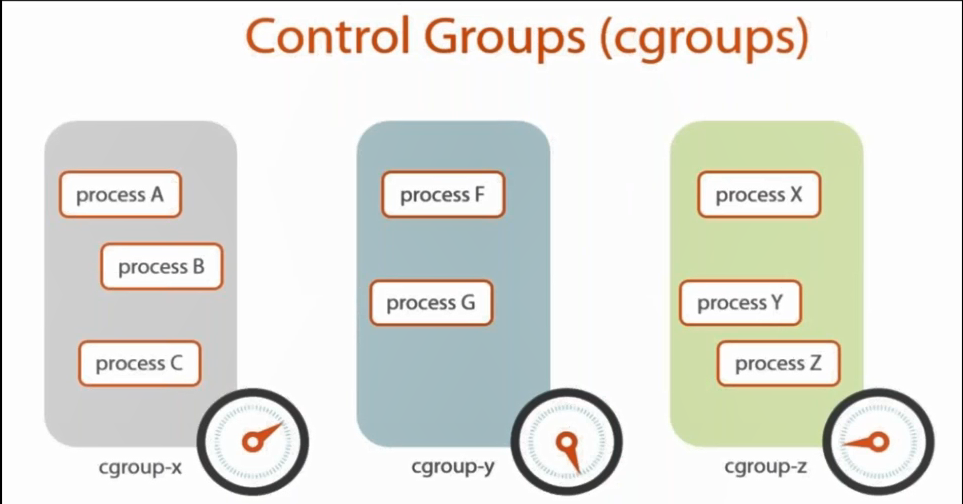 Control Groups (cgroups)
process A
process B
process C
cgroup-x
process F
process G
cgroup-y
process X
process Y
process Z
cgroup-z